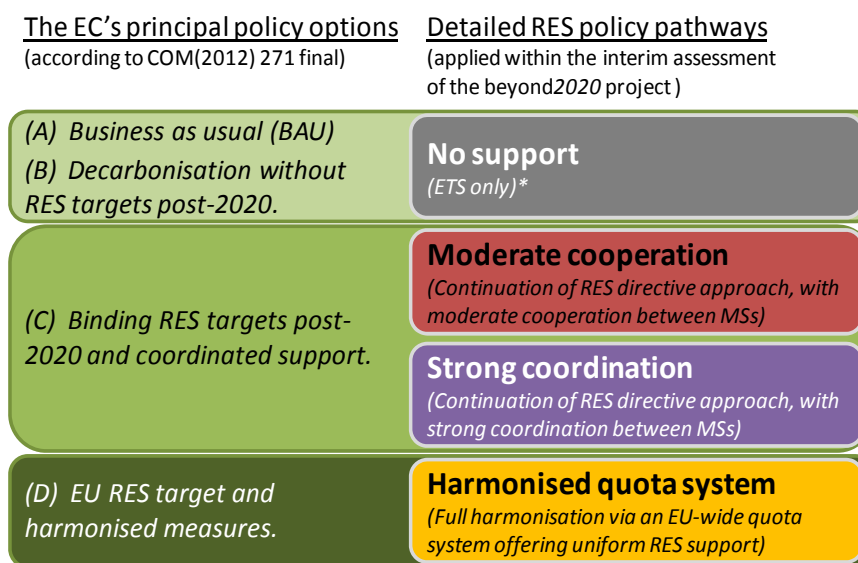 The EC's principal policy options
(according to COM(2012) 271 final)
Detailed RES policy pathways
(applied within the interim assessment
of the beyond2020 project )
(A) Business as usual (BAU)
(B) Decarbonisation without
RES targets post-2020.
No support
(ETS only)*
(C) Binding RES targets post-
2020 and coordinated support.
Moderate cooperation
(Continuation of RES directive approach, with
moderate cooperation between MSs)
Strong coordination
(Continuation of RES directive approach, with
strong coordination between MSs)
(D) EU RES target and
harmonised measures.
Harmonised quota system
(Full harmonisation via an EU-wide quota
system offering uniform RES support)